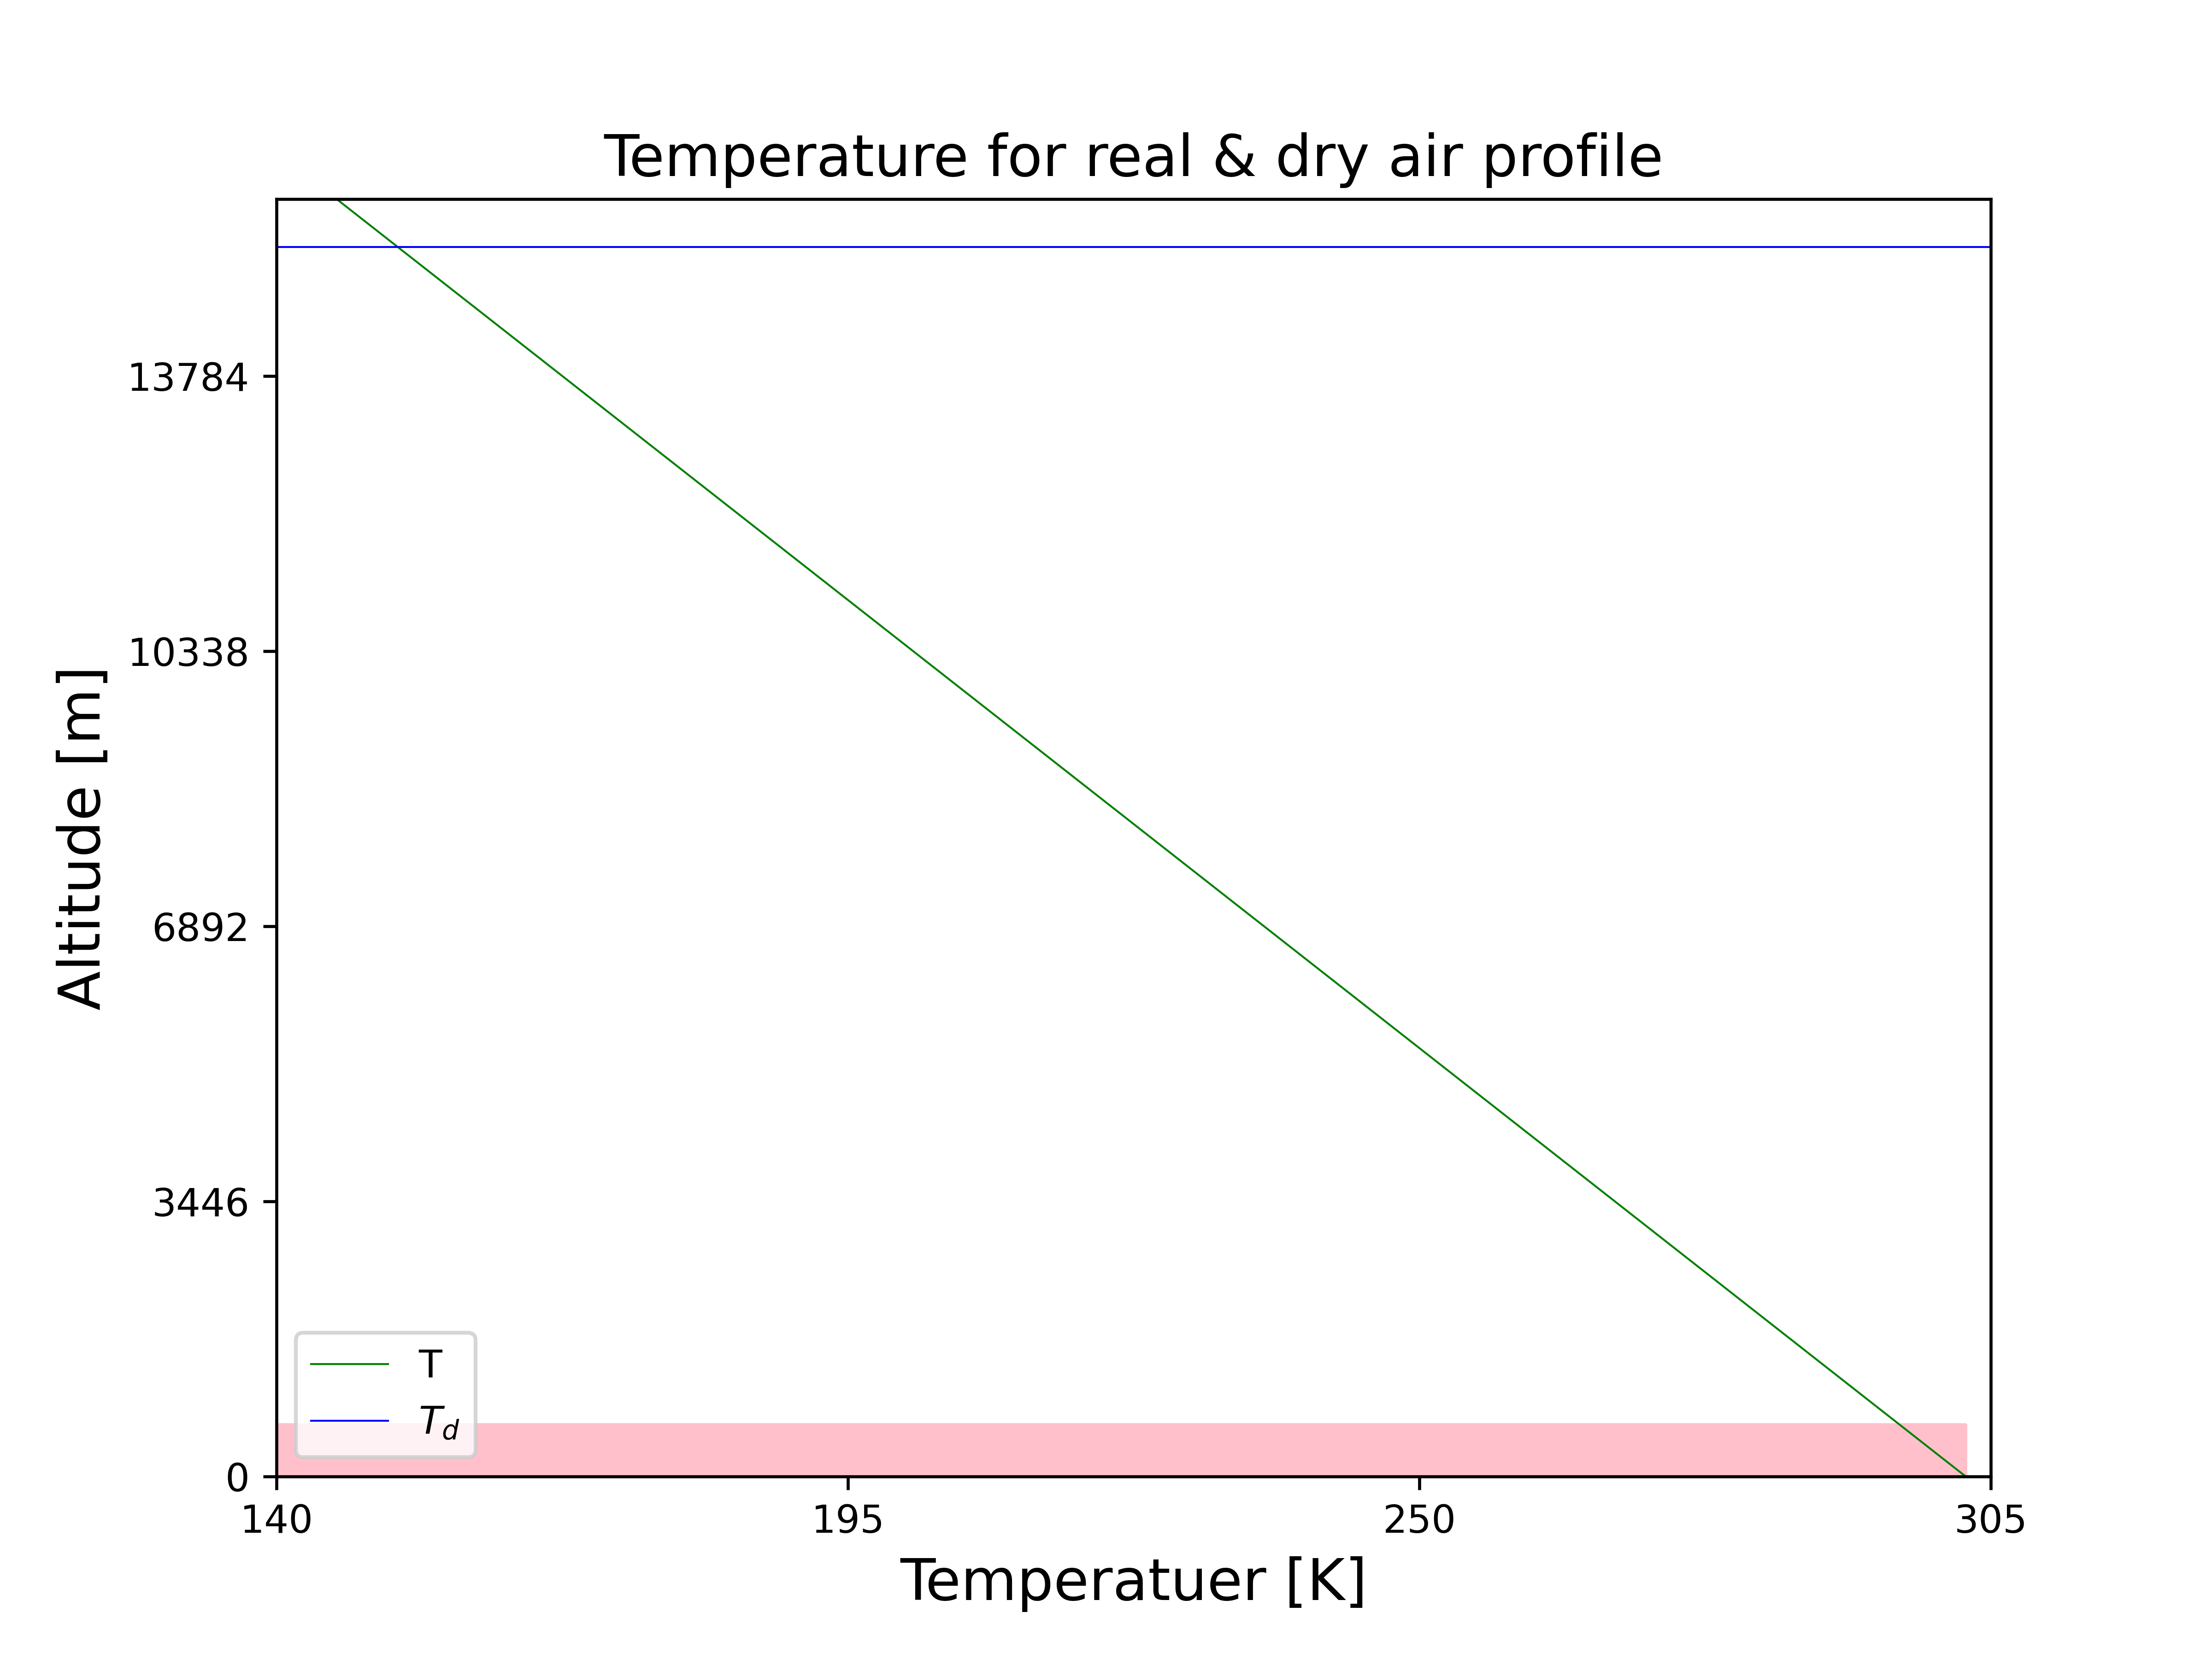 Temperature for real & dry air profile
Altitude [m]
13784
10338
6892
3446
0
T
T_d
140 195 250 305
Temperatuer [K]